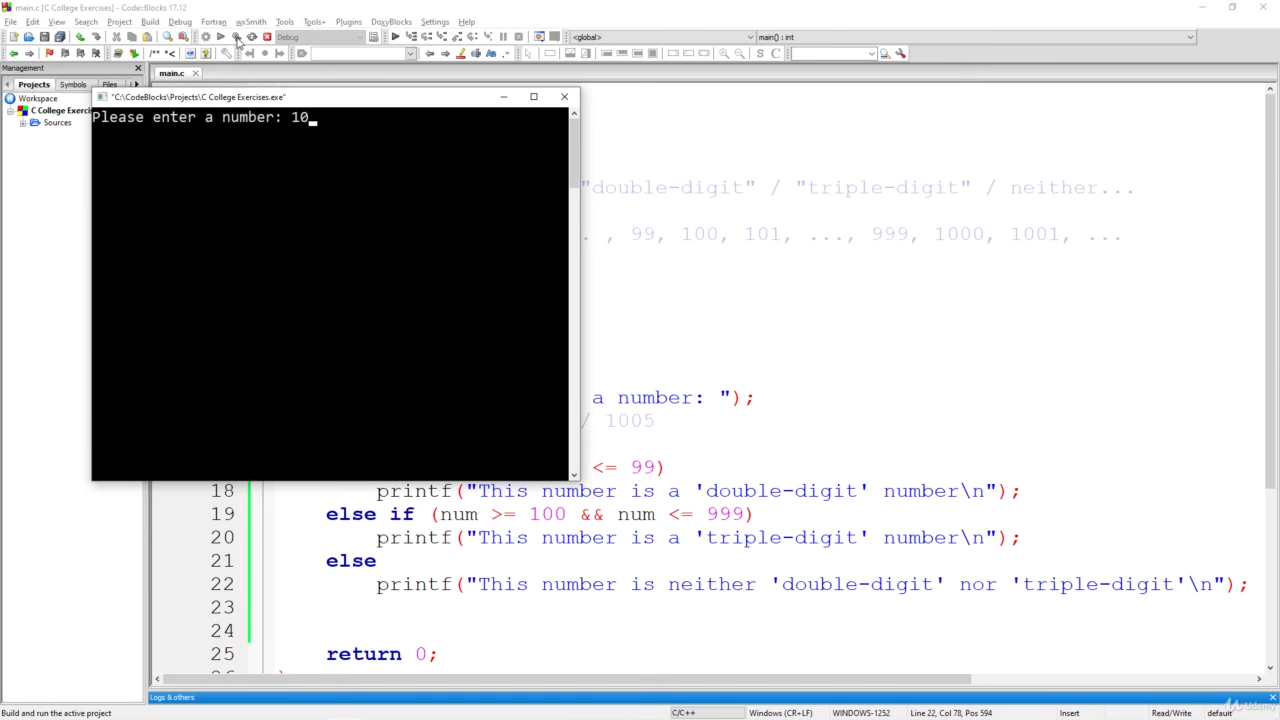 main.c [C College Exercises] - Code::Blocks 17.12
File Edit View Search Project Build Debug Fortran wxSmith Tools Tools+ Plugins DoxyBlocks Settings Help
Debug <global> main() : int
/** *<
S C
Management
main.c
Projects Symbols Files
Workspace
C College Exerci
Sources
"C:\CodeBlocks\Projects\C College Exercises.exe"
Please enter a number: 10
"double-digit" / "triple-digit" / neither...
. , 99, 100, 101, ..., 999, 1000, 1001, ...
a number: ");
/ 1005
<= 99)
18 printf("This number is a 'double-digit' number\n");
19 else if (num >= 100 && num <= 999)
20 printf("This number is a 'triple-digit' number\n");
21 else
22 printf("This number is neither 'double-digit' nor 'triple-digit'\n");
23
24
25 return 0;
Logs & others
Build and run the active project C/C++ Windows (CR+LF) WINDOWS-1252 Line 22, Col 78, Pos 594 Insert Read/Write default
Udemy